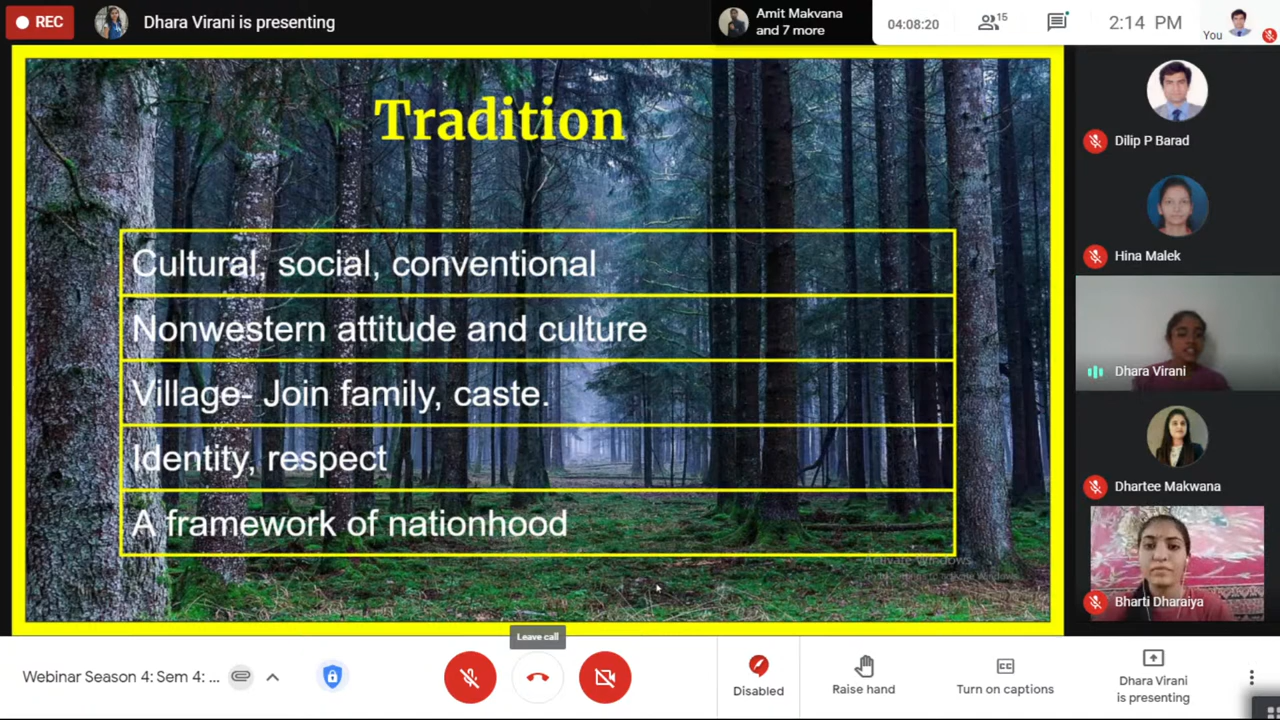 REC
Dhara Virani is presenting
Amit Makvana
and 7 more
04:08:20
15
2:14 PM
You
Tradition
Cultural, social, conventional
Nonwestern attitude and culture
Village- Join family, caste.
Identity, respect
A framework of nationhood
Activate Windows
Dilip P Barad
Hina Malek
Dhara Virani
Dhartee Makwana
Bharti Dharaiya
Leave call
Webinar Season 4: Sem 4: ...
Disabled
Raise hand
CC
Turn on captions
Dhara Virani
is presenting